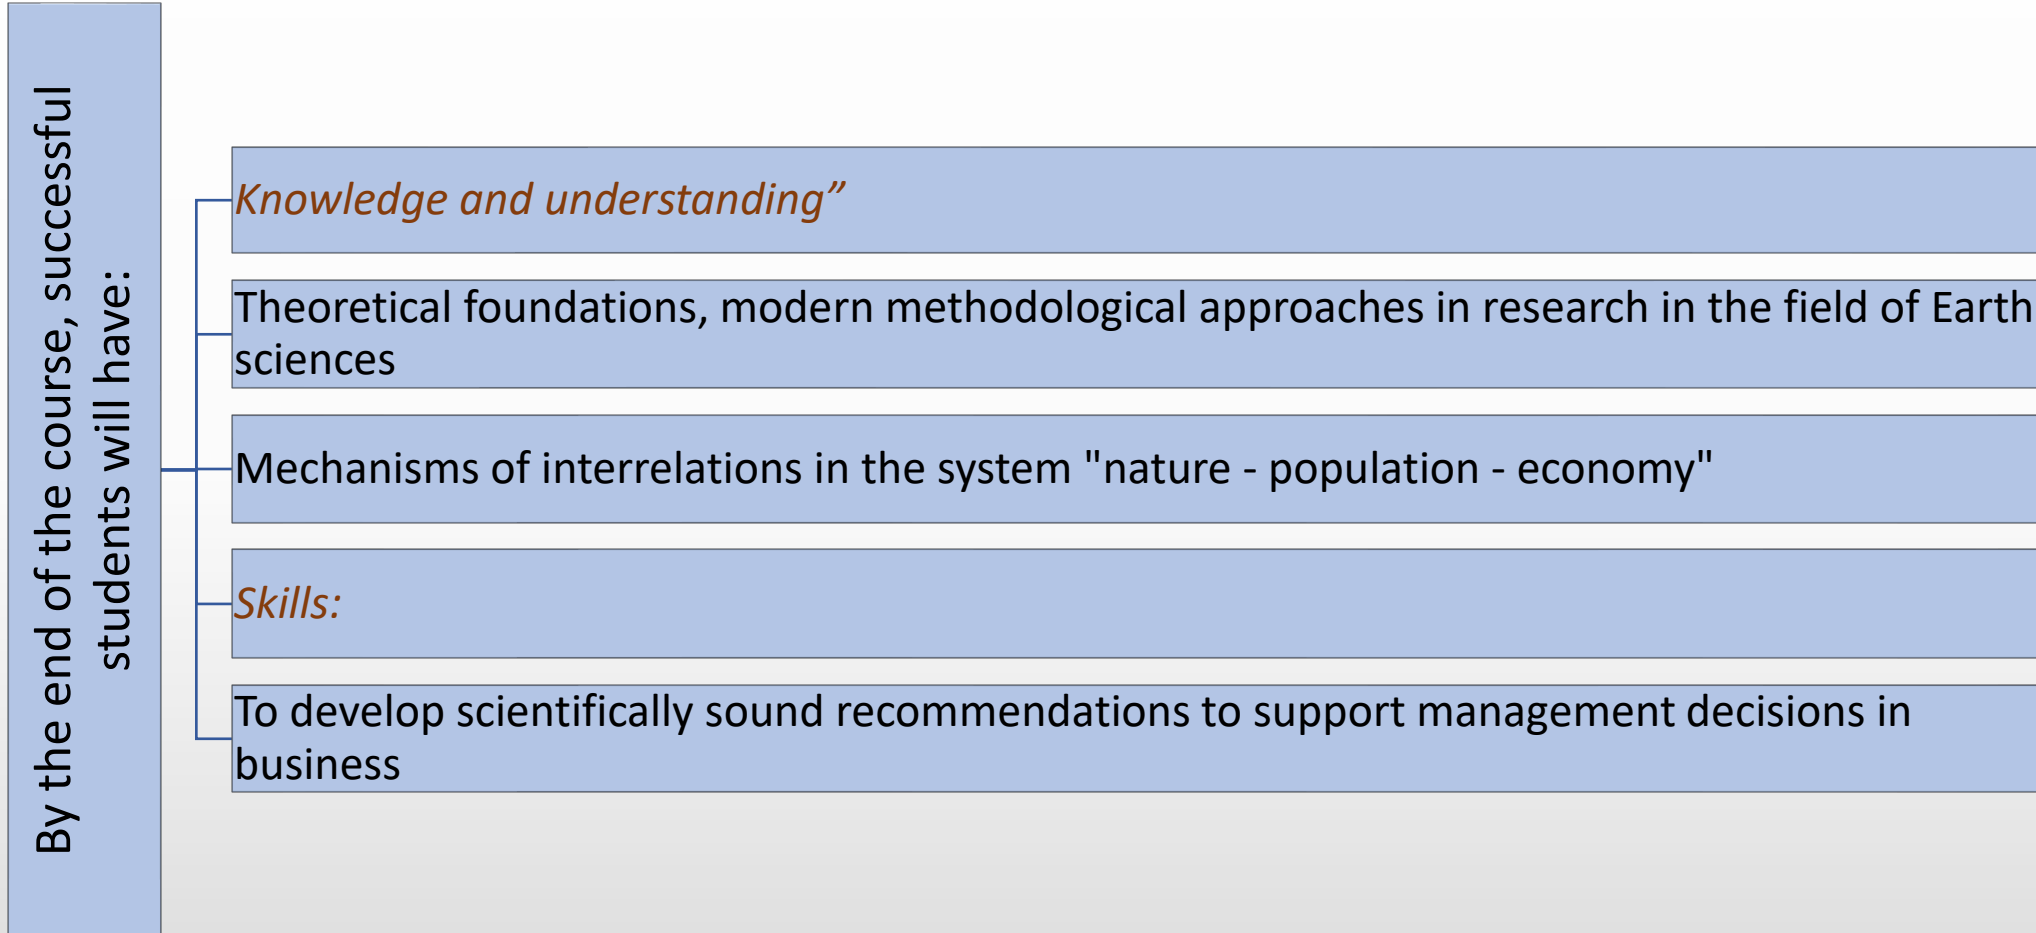 By the end of the course, successful
students will have:
Knowledge and understanding”
Theoretical foundations, modern methodological approaches in research in the field of Earth
sciences
Mechanisms of interrelations in the system "nature - population - economy"
Skills:
To develop scientifically sound recommendations to support management decisions in
business